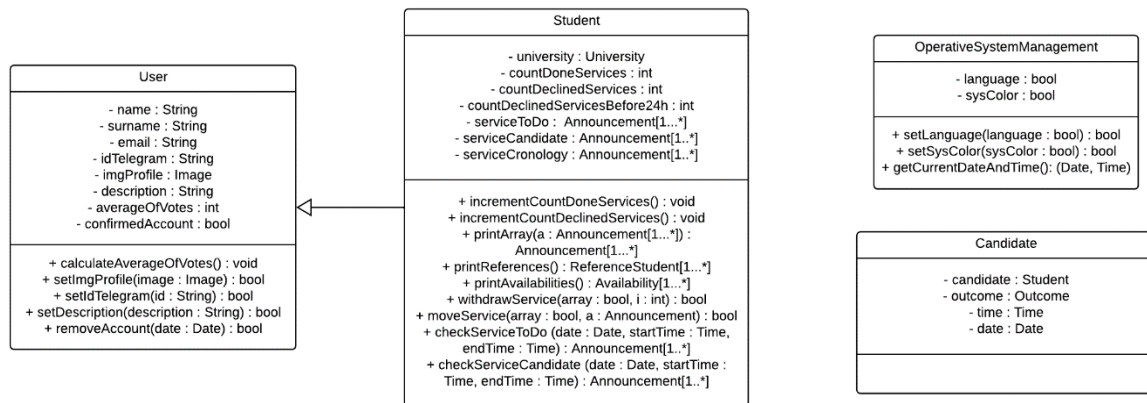 User
- name : String
- surname : String
- email : String
- idTelegram : String
- imgProfile : Image
- description : String
- averageOfVotes : int
- confirmedAccount : bool
+ calculateAverageOfVotes() : void
+ setImgProfile(image : Image) : bool
+ setIdTelegram(id : String) : bool
+ setDescription(description : String) : bool
+ removeAccount(date : Date) : bool
Student
- university : University
- countDoneServices : int
- countDeclinedServices : int
- countDeclinedServicesBefore24h : int
- serviceToDo :  Announcement[1...*]
- serviceCandidate : Announcement[1..*]
- serviceCronology : Announcement[1..*]
+ incrementCountDoneServices() : void
+ incrementCountDeclinedServices() : void
+ printArray(a : Announcement[1...*]) :
Announcement[1...*]
+ printReferences() : ReferenceStudent[1...*]
+ printAvailabilities() : Availability[1...*]
+ withdrawService(array : bool, i : int) : bool
+ moveService(array : bool, a : Announcement) : bool
+ checkServiceToDo (date : Date, startTime : Time,
endTime : Time) : Announcement[1..*]
+ checkServiceCandidate (date : Date, startTime :
Time, endTime : Time) : Announcement[1..*]
OperativeSystemManagement
- language : bool
- sysColor : bool
+ setLanguage(language : bool) : bool
+ setSysColor(sysColor : bool) : bool
+ getCurrentDateAndTime(): (Date, Time)
Candidate
- candidate : Student
- outcome : Outcome
- time : Time
- date : Date